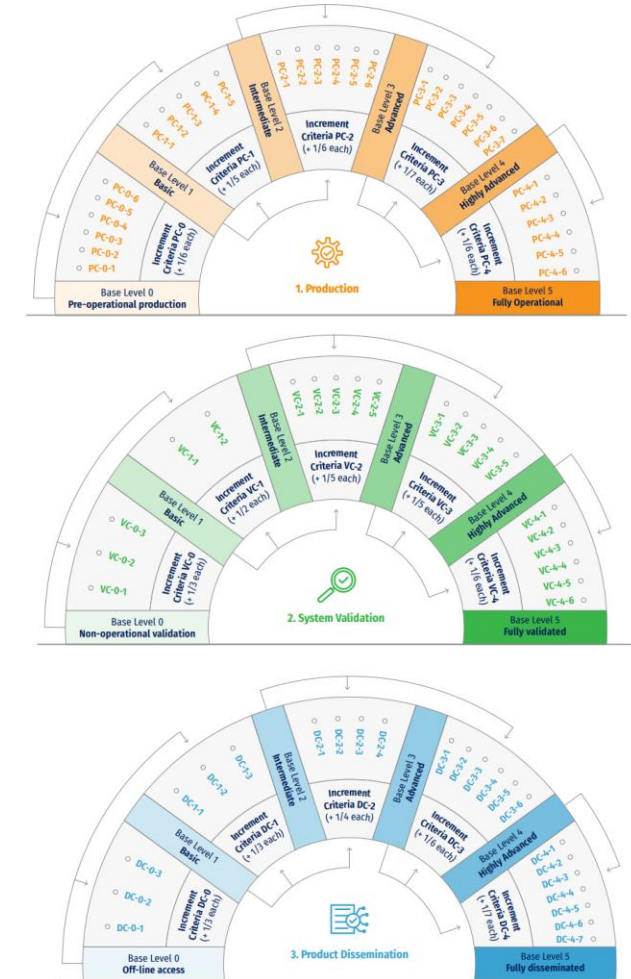 Base Level 0
Pre-operational production
PC-0-1
PC-0-2
PC-0-3
PC-0-4
PC-0-5
PC-0-6
Increment
Criteria PC-0
(+ 1/6 each)
Base Level 1
Basic
PC-1-1
PC-1-2
PC-1-3
PC-1-4
PC-1-5
Increment
Criteria PC-1
(+ 1/5 each)
Base Level 2
Intermediate
PC-2-1
PC-2-2
PC-2-3
PC-2-4
PC-2-5
PC-2-6
Increment
Criteria PC-2
(+ 1/6 each)
Base Level 3
Advanced
PC-3-1
PC-3-2
PC-3-3
PC-3-4
PC-3-5
PC-3-6
PC-3-7
Increment
Criteria PC-3
(+ 1/7 each)
Base Level 4
Highly Advanced
PC-4-1
PC-4-2
PC-4-3
PC-4-4
PC-4-5
PC-4-6
Increment
Criteria PC-4
(+ 1/6 each)
Base Level 5
Fully Operational
1. Production
Base Level 0
Non-operational validation
VC-0-1
VC-0-2
VC-0-3
Increment
Criteria VC-0
(+ 1/3 each)
Base Level 1
Basic
VC-1-1
VC-1-2
Increment
Criteria VC-1
(+ 1/2 each)
Base Level 2
Intermediate
VC-2-1
VC-2-2
VC-2-3
VC-2-4
VC-2-5
Increment
Criteria VC-2
(+ 1/5 each)
Base Level 3
Advanced
VC-3-1
VC-3-2
VC-3-3
VC-3-4
VC-3-5
Increment
Criteria VC-3
(+ 1/5 each)
Base Level 4
Highly Advanced
VC-4-1
VC-4-2
VC-4-3
VC-4-4
VC-4-5
VC-4-6
Increment
Criteria VC-4
(+ 1/6 each)
Base Level 5
Fully validated
2. System Validation
Base Level 0
Off-line access
DC-0-1
DC-0-2
DC-0-3
Increment
Criteria DC-0
(+ 1/3 each)
Base Level 1
Basic
DC-1-1
DC-1-2
DC-1-3
Increment
Criteria DC-1
(+ 1/3 each)
Base Level 2
Intermediate
DC-2-1
DC-2-2
DC-2-3
DC-2-4
Increment
Criteria DC-2
(+ 1/4 each)
Base Level 3
Advanced
DC-3-1
DC-3-2
DC-3-3
DC-3-4
DC-3-5
DC-3-6
Increment
Criteria DC-3
(+ 1/6 each)
Base Level 4
Highly Advanced
DC-4-1
DC-4-2
DC-4-3
DC-4-4
DC-4-5
DC-4-6
DC-4-7
Increment
Criteria DC-4
(+ 1/7 each)
Base Level 5
Fully disseminated
3. Product Dissemination